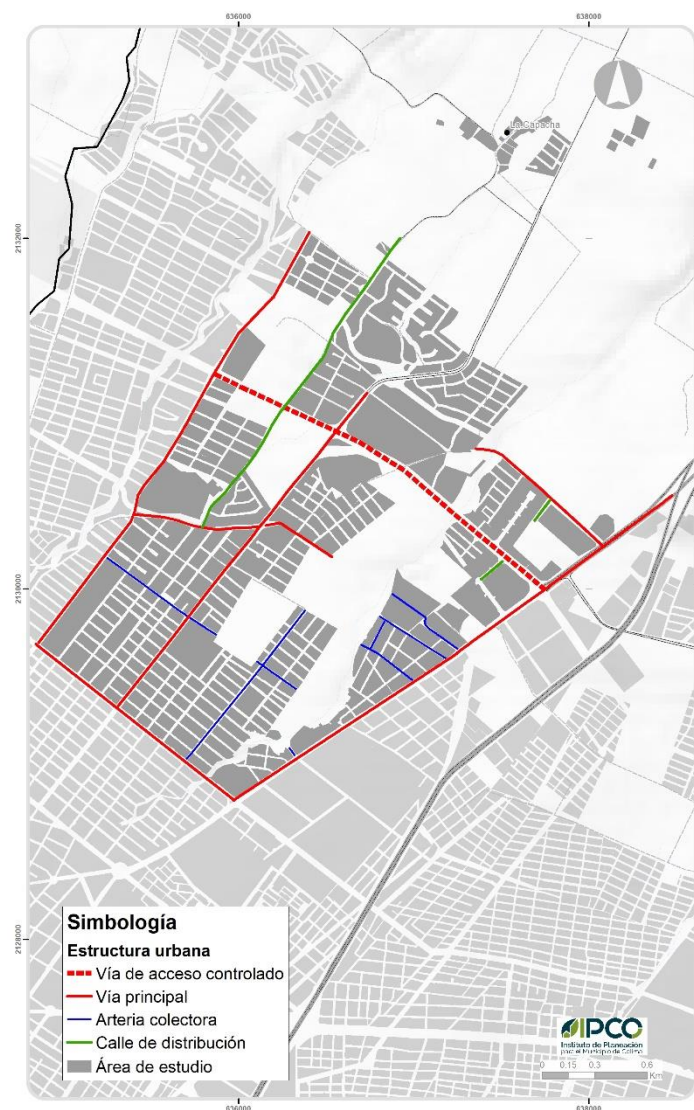 636000 638000
La Capacha
2132000
2130000
2128000
Simbología
Estructura urbana
Vía de acceso controlado
Vía principal
Arteria colectora
Calle de distribución
Área de estudio
IPCO
Instituto de Planeación
para el Municipio de Colima
0 0.15 0.3 0.6
Km
636000 638000